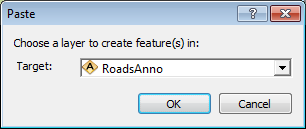 Paste
Choose a layer to create feature(s) in:
Target: RoadsAnno
OK Cancel